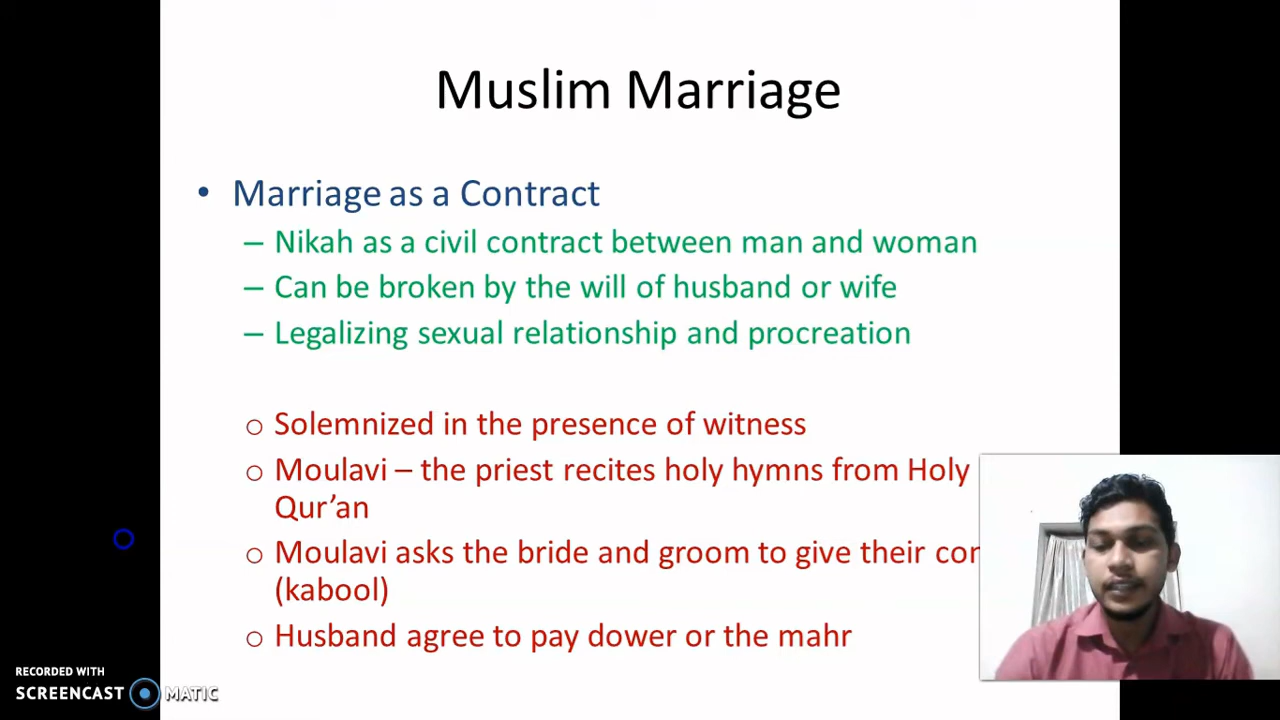 Muslim Marriage
• Marriage as a Contract
– Nikah as a civil contract between man and woman
– Can be broken by the will of husband or wife
– Legalizing sexual relationship and procreation
o Solemnized in the presence of witness
o Moulavi – the priest recites holy hymns from Holy
Qur’an
o Moulavi asks the bride and groom to give their
(kabool)
o Husband agree to pay dower or the mahr
RECORDED WITH
SCREENCAST MATIC